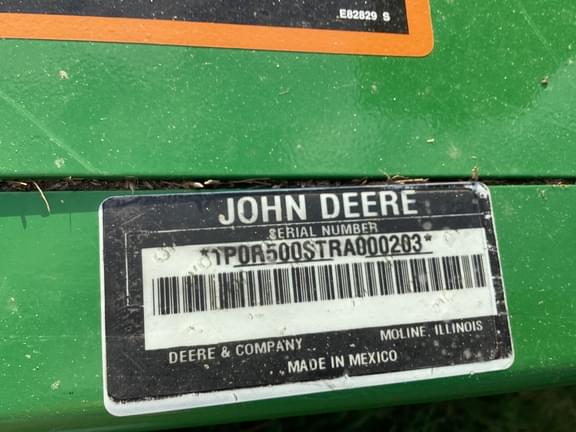 E82829 S
JOHN DEERE
SERIAL NUMBER
*1P0R500STRA000203*
DEERE & COMPANY MOLINE, ILLINOIS
MADE IN MEXICO